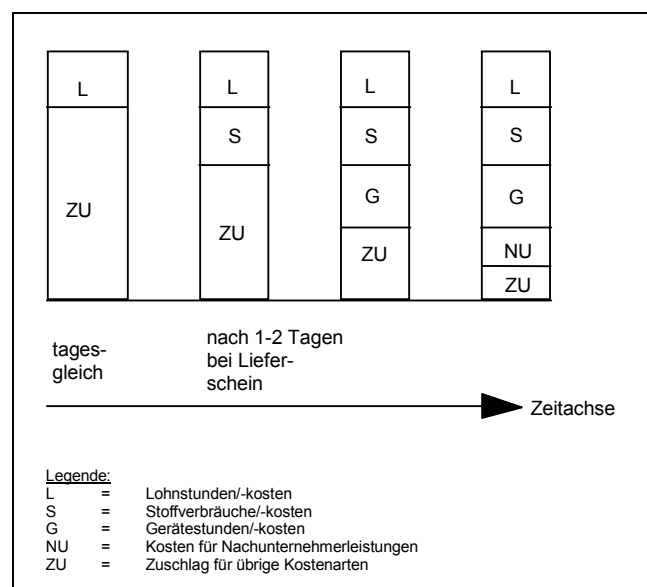 L L L L
S S S
ZU G G
ZU ZU NU
ZU
tages-
gleich
nach 1-2 Tagen
bei Liefer-
schein
Zeitachse
Legende:
L = Lohnstunden/-kosten
S = Stoffverbräuche/-kosten
G = Gerätestunden/-kosten
NU = Kosten für Nachunternehmerleistungen
ZU = Zuschlag für übrige Kostenarten